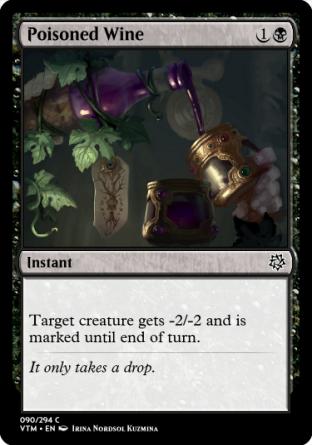 Poisoned Wine 1
Instant
Target creature gets -2/-2 and is
marked until end of turn.
It only takes a drop.
090/294 C
VTM • EN Irina Nordsol Kuzmina